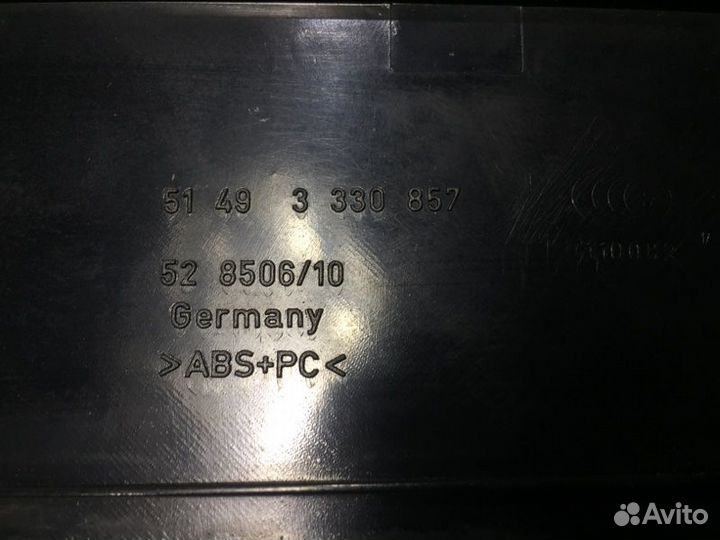 51 49 3 330 857
52 8506/10
Germany
>ABS+PC<
Avito